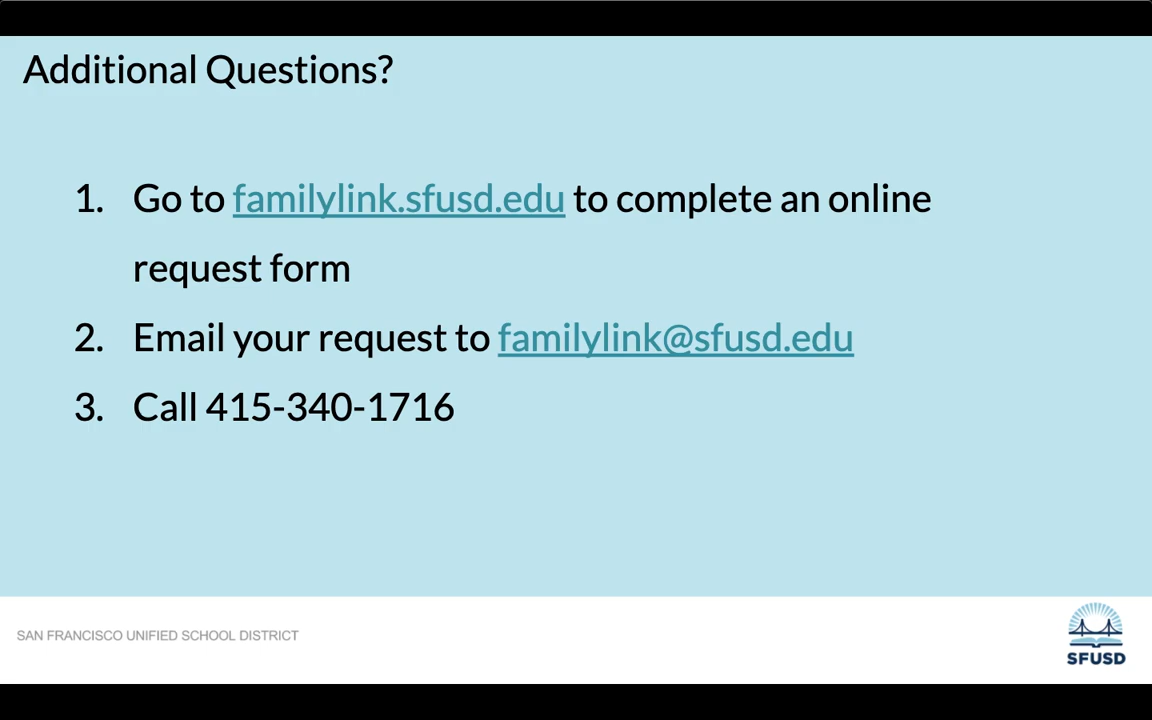 Additional Questions?
1. Go to familylink.sfusd.edu to complete an online
request form
2. Email your request to familylink@sfusd.edu
3. Call 415-340-1716
SAN FRANCISCO UNIFIED SCHOOL DISTRICT
SFUSD